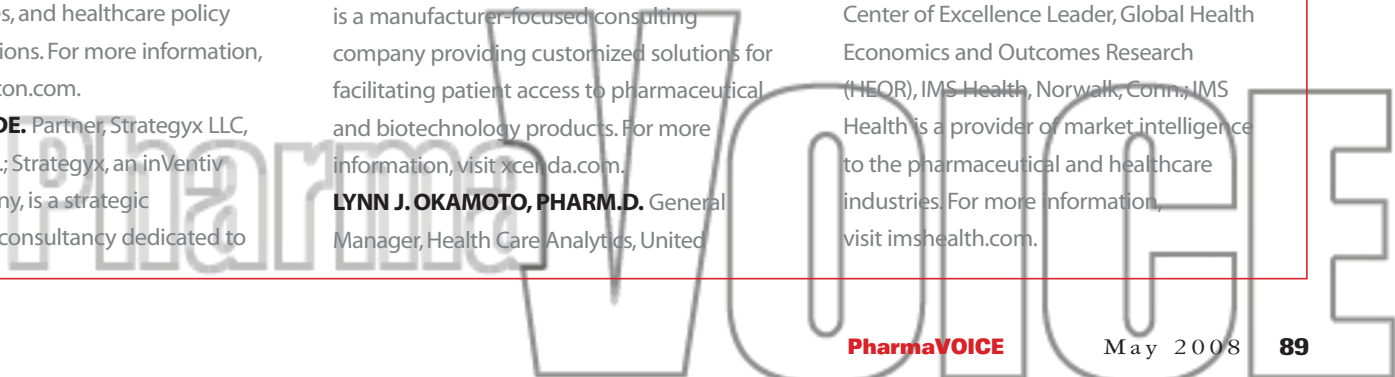 es, and healthcare policy
ions. For more information,
ton.com.
DE. Partner, Strategyx LLC,
.; Strategyx, an inVentiv
ny, is a strategic
consultancy dedicated to
is a manufacturer-focused consulting
company providing customized solutions for
facilitating patient access to pharmaceutical
and biotechnology products. For more
information, visit xcenda.com.
LYNN J. OKAMOTO, PHARM.D. General
Manager, Health Care Analytics, United
Center of Excellence Leader, Global Health
Economics and Outcomes Research
(HEOR), IMS Health, Norwalk, Conn.; IMS
Health is a provider of market intelligence
to the pharmaceutical and healthcare
industries. For more information,
visit imshealth.com.
PharmaVOICE
PharmaVOICE May 2008 89